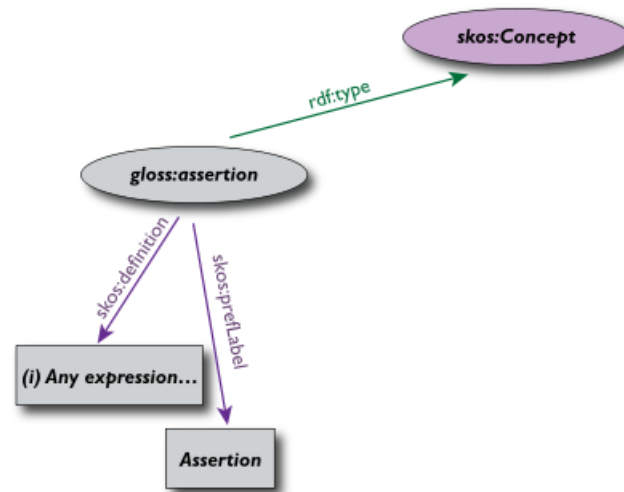 skos:Concept
rdf:type
gloss:assertion
skos:definition
skos:prefLabel
(i) Any expression...
Assertion